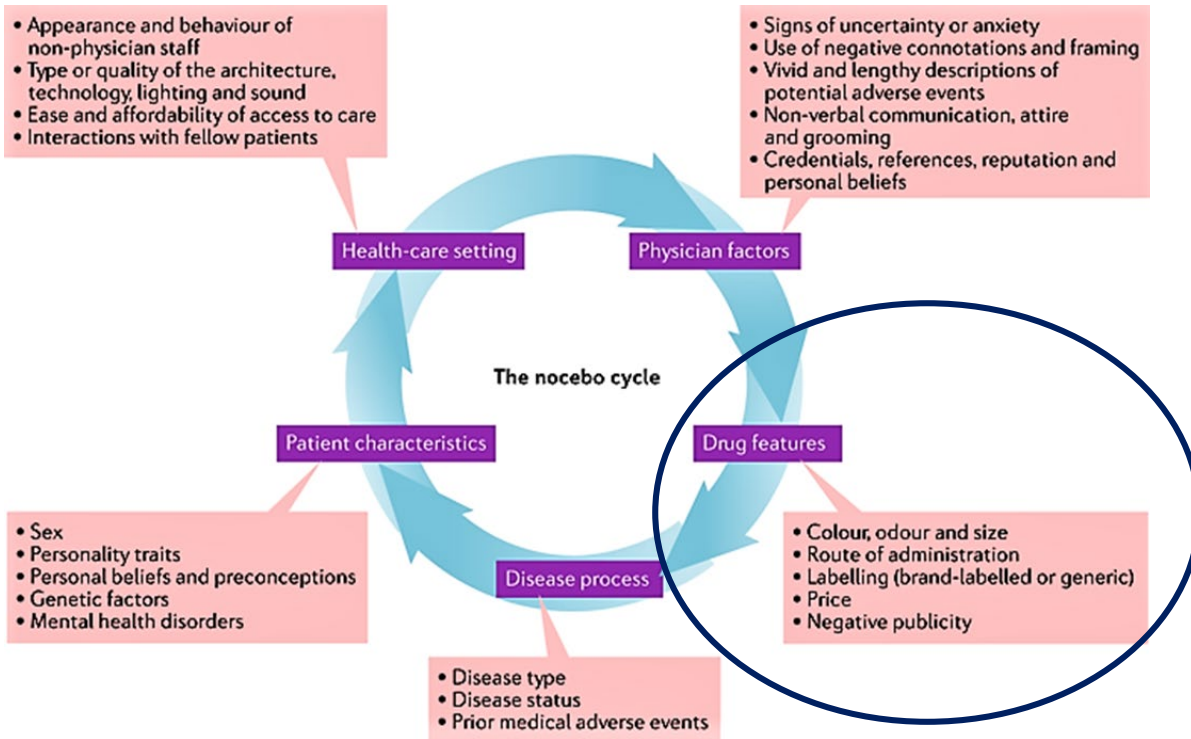 • Appearance and behaviour of
non-physician staff
• Type or quality of the architecture,
technology, lighting and sound
• Ease and affordability of access to care
• Interactions with fellow patients
• Signs of uncertainty or anxiety
• Use of negative connotations and framing
• Vivid and lengthy descriptions of
potential adverse events
• Non-verbal communication, attire
and grooming
• Credentials, references, reputation and
personal beliefs
Health-care setting
Physician factors
The nocebo cycle
Patient characteristics
Drug features
• Sex
• Personality traits
• Personal beliefs and preconceptions
• Genetic factors
• Mental health disorders
Disease process
• Colour, odour and size
• Route of administration
• Labelling (brand-labelled or generic)
• Price
• Negative publicity
• Disease type
• Disease status
• Prior medical adverse events